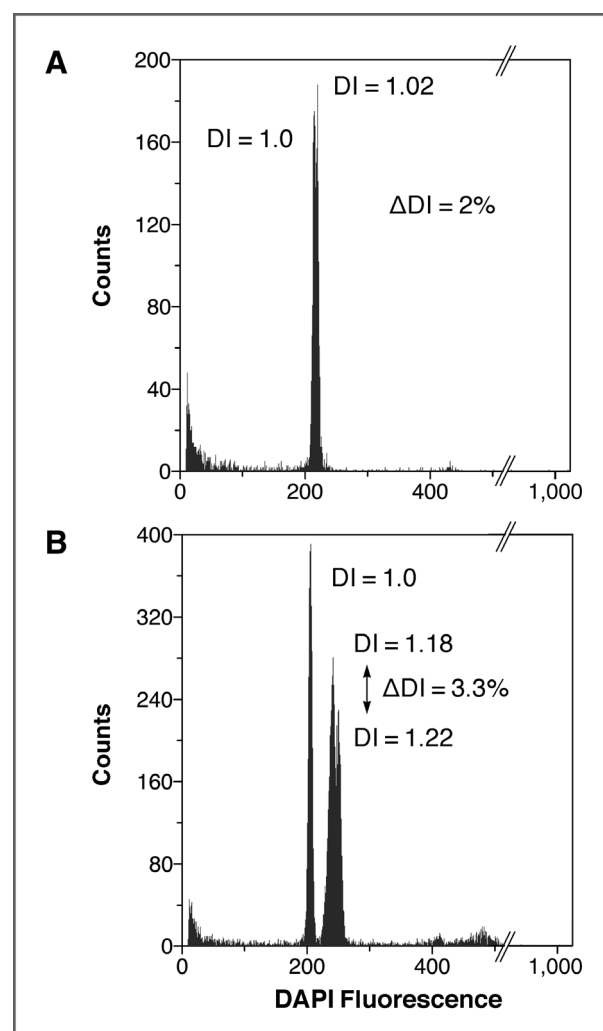 A
200
160
120
80
40
0
Counts
DI = 1.02
DI = 1.0
ΔDI = 2%
0 200 400 1,000
B
400
320
240
160
80
0
Counts
DI = 1.0
DI = 1.18
ΔDI = 3.3%
DI = 1.22
0 200 400 1,000
DAPI Fluorescence